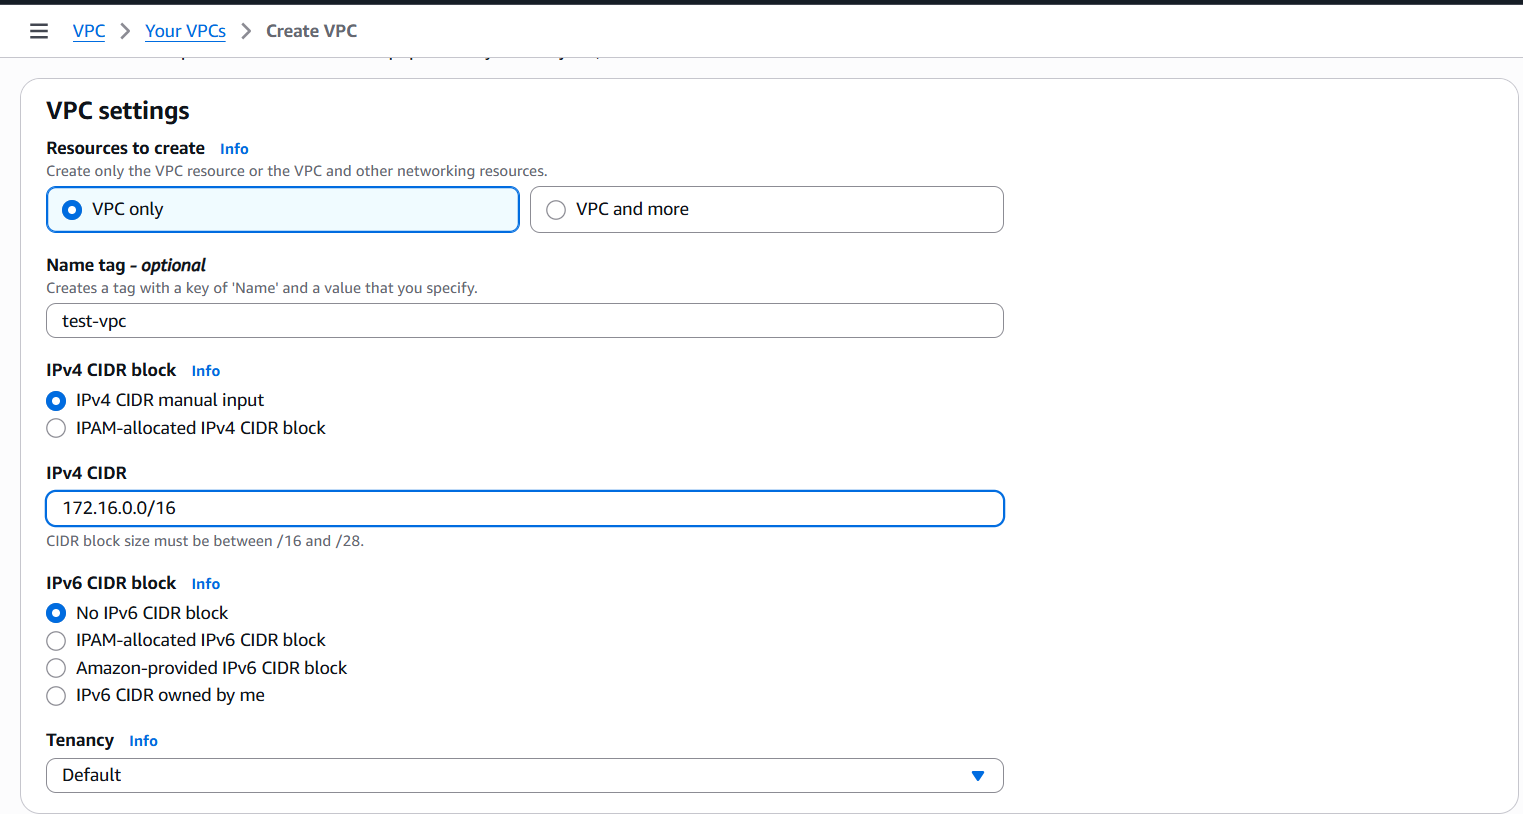 VPC > Your VPCs > Create VPC
VPC settings
Resources to create Info
Create only the VPC resource or the VPC and other networking resources.
VPC only
VPC and more
Name tag - optional
Creates a tag with a key of 'Name' and a value that you specify.
test-vpc
IPv4 CIDR block Info
IPv4 CIDR manual input
IPAM-allocated IPv4 CIDR block
IPv4 CIDR
172.16.0.0/16
CIDR block size must be between /16 and /28.
IPv6 CIDR block Info
No IPv6 CIDR block
IPAM-allocated IPv6 CIDR block
Amazon-provided IPv6 CIDR block
IPv6 CIDR owned by me
Tenancy Info
Default